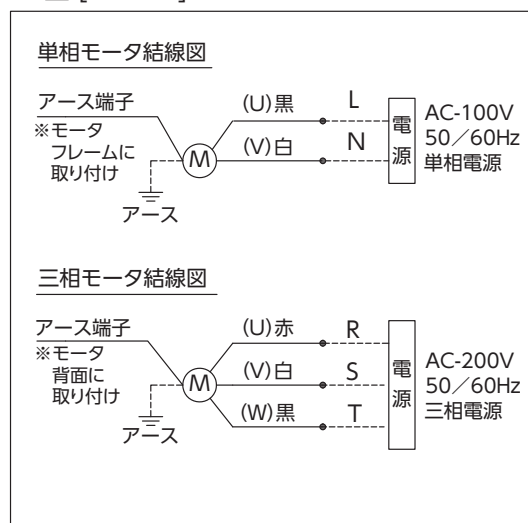 単相モータ結線図
アース端子
※モータ
フレームに
取り付け
アース
M
(U)黒
(V)白
L
N
電源
AC-100V
50／60Hz
単相電源
三相モータ結線図
アース端子
※モータ
背面に
取り付け
アース
M
(U)赤
(V)白
(W)黒
R
S
T
電源
AC-200V
50／60Hz
三相電源